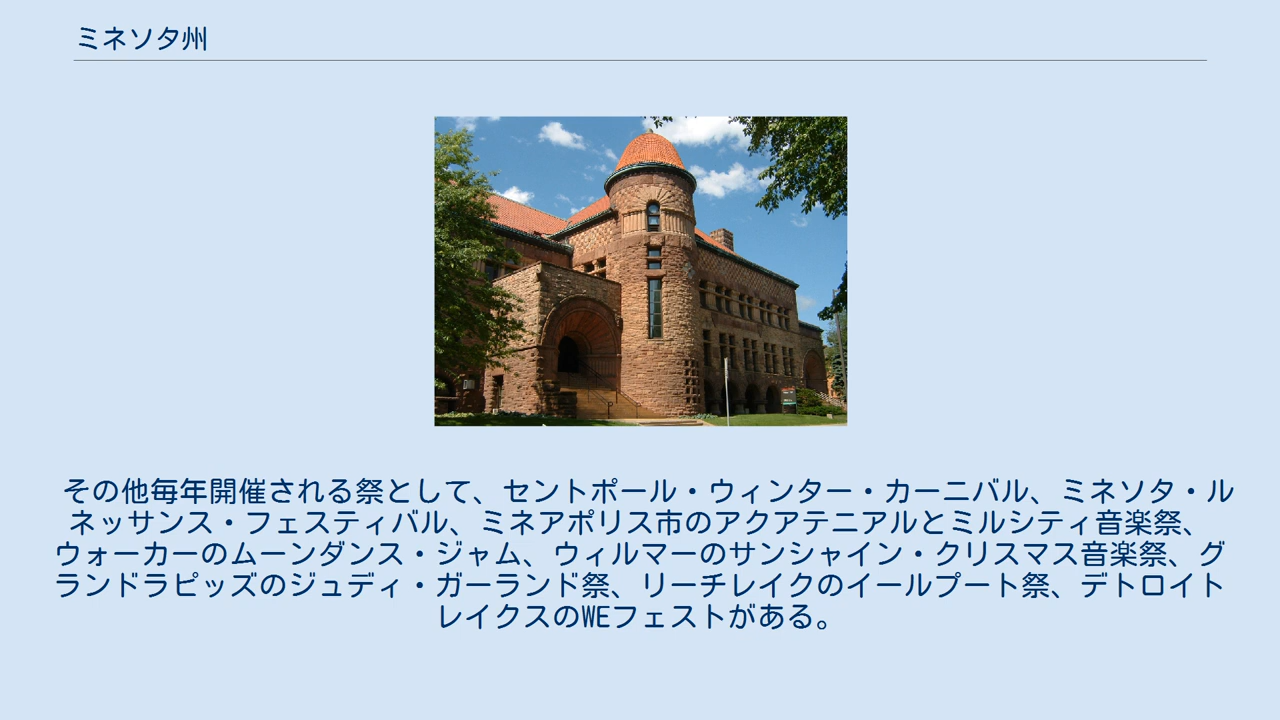 ミネソタ州
その他毎年開催される祭として、セントポール・ウィンター・カーニバル、ミネソタ・ル
ネッサンス・フェスティバル、ミネアポリス市のアクアテニアルとミルシティ音楽祭、
ウォーカーのムーンダンス・ジャム、ウィルマーのサンシャイン・クリスマス音楽祭、グ
ランドラピッズのジュディ・ガーランド祭、リーチレイクのイールプート祭、デトロイト
レイクスのWEフェストがある。